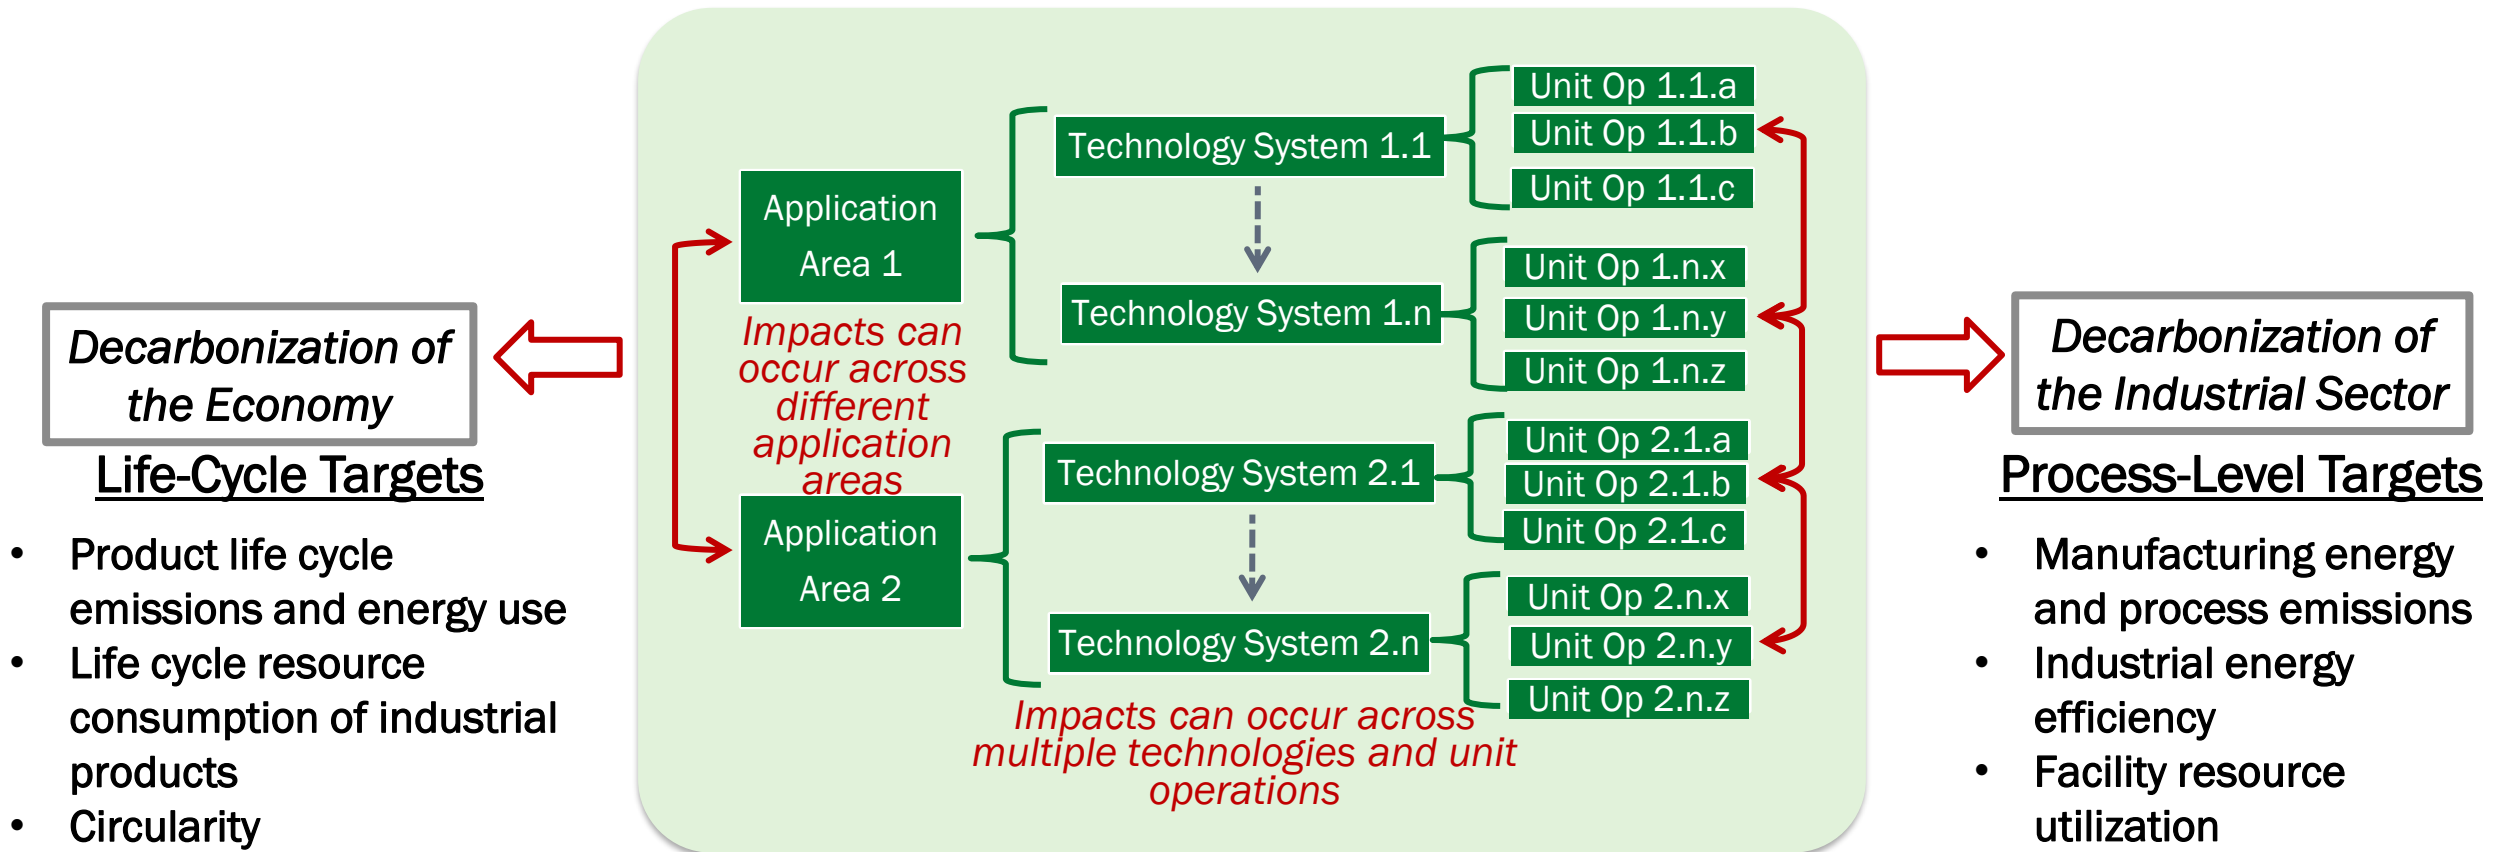 Decarbonization of
the Economy
Life-Cycle Targets
• Product life cycle
emissions and energy use
• Life cycle resource
consumption of industrial
products
• Circularity
Application
Area 1
Impacts can
occur across
different
application
areas
Application
Area 2
Technology System 1.1
Technology System 1.n
Technology System 2.1
Technology System 2.n
Unit Op 1.1.a
Unit Op 1.1.b
Unit Op 1.1.c
Unit Op 1.n.x
Unit Op 1.n.y
Unit Op 1.n.z
Unit Op 2.1.a
Unit Op 2.1.b
Unit Op 2.1.c
Unit Op 2.n.x
Unit Op 2.n.y
Unit Op 2.n.z
Impacts can occur across
multiple technologies and unit
operations
Decarbonization of
the Industrial Sector
Process-Level Targets
• Manufacturing energy
and process emissions
• Industrial energy
efficiency
• Facility resource
utilization